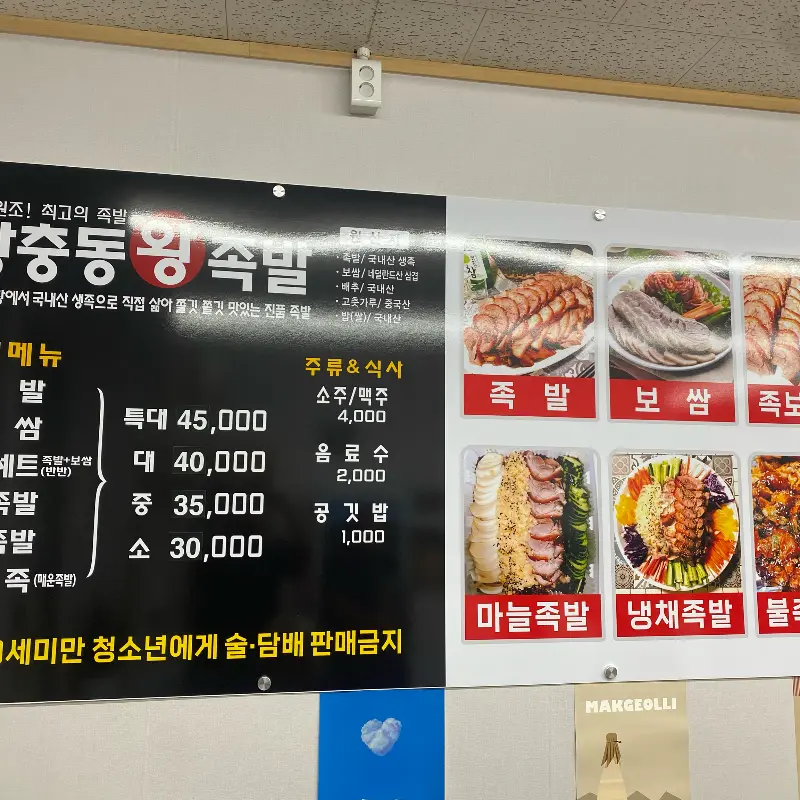 원조! 최고의 족발
충동왕족발
에서 국내산 생족으로 직접 삶아 쫄깃 쫄깃 맛있는 진품 족발
· 족발/ 국내산 생족
· 보쌈/ 네덜란드산 삼겹
· 배추/ 국내산
· 고춧가루/ 중국산
· 밥(쌀)/ 국내산
메뉴
발
쌈
세트 족발+보쌈 (반반)
족발
족발
족 (매운족발)
특대 45,000
대 40,000
중 35,000
소 30,000
주류&식사
소주/맥주
4,000
음료수
2,000
공깃밥
1,000
세미만 청소년에게 술·담배 판매금지
족발
보쌈
족보
마늘족발
냉채족발
불족
MAKGEOLLI